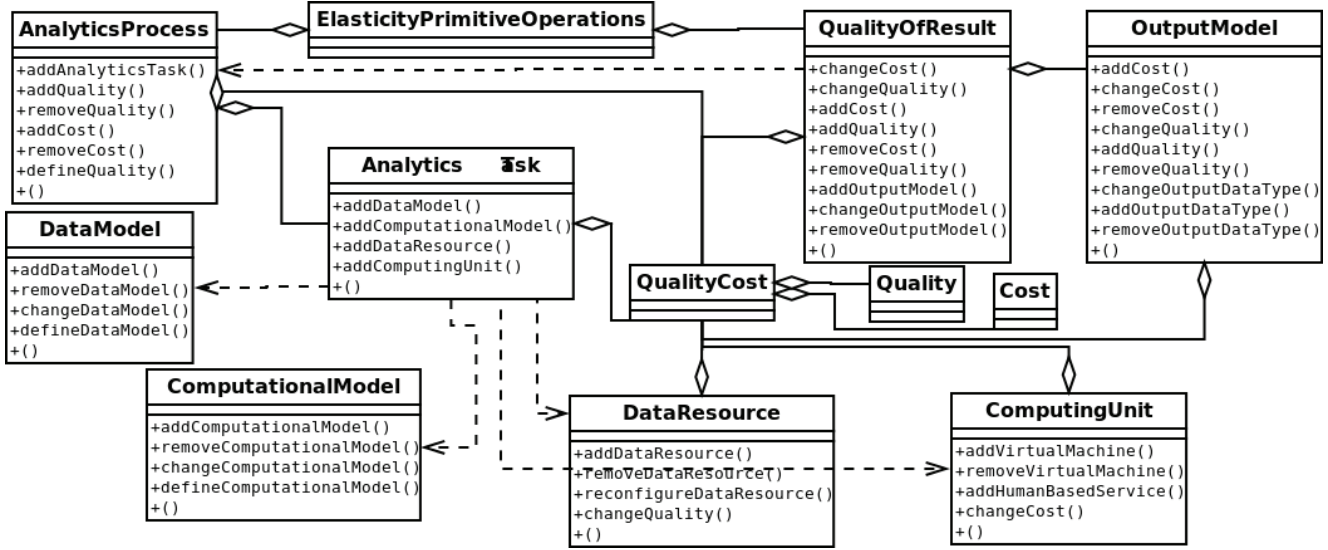 AnalyticsProcess
+addAnalyticsTask()
+addQuality()
+removeQuality()
+addCost()
+removeCost()
+defineQuality()
+()
ElasticityPrimitiveOperations
QualityOfResult
+changeCost()
+changeQuality()
+addCost()
+addQuality()
+removeCost()
+removeQuality()
+addOutputModel()
+changeOutputModel()
+removeOutputModel()
+()
OutputModel
+addCost()
+changeCost()
+removeCost()
+changeQuality()
+addQuality()
+removeQuality()
+changeOutputDataType()
+addOutputDataType()
+removeOutputDataType()
+()
Analytics Task
+addDataModel()
+addComputationalModel()
+addDataResource()
+addComputingUnit()
+()
DataModel
+addDataModel()
+removeDataModel()
+changeDataModel()
+defineDataModel()
+()
QualityCost
Quality
Cost
ComputationalModel
+addComputationalModel()
+removeComputationalModel()
+changeComputationalModel()
+defineComputationalModel()
+()
DataResource
+addDataResource()
+removeDataResource()
+reconfigureDataResource()
+changeQuality()
+()
ComputingUnit
+addVirtualMachine()
+removeVirtualMachine()
+addHumanBasedService()
+changeCost()
+()